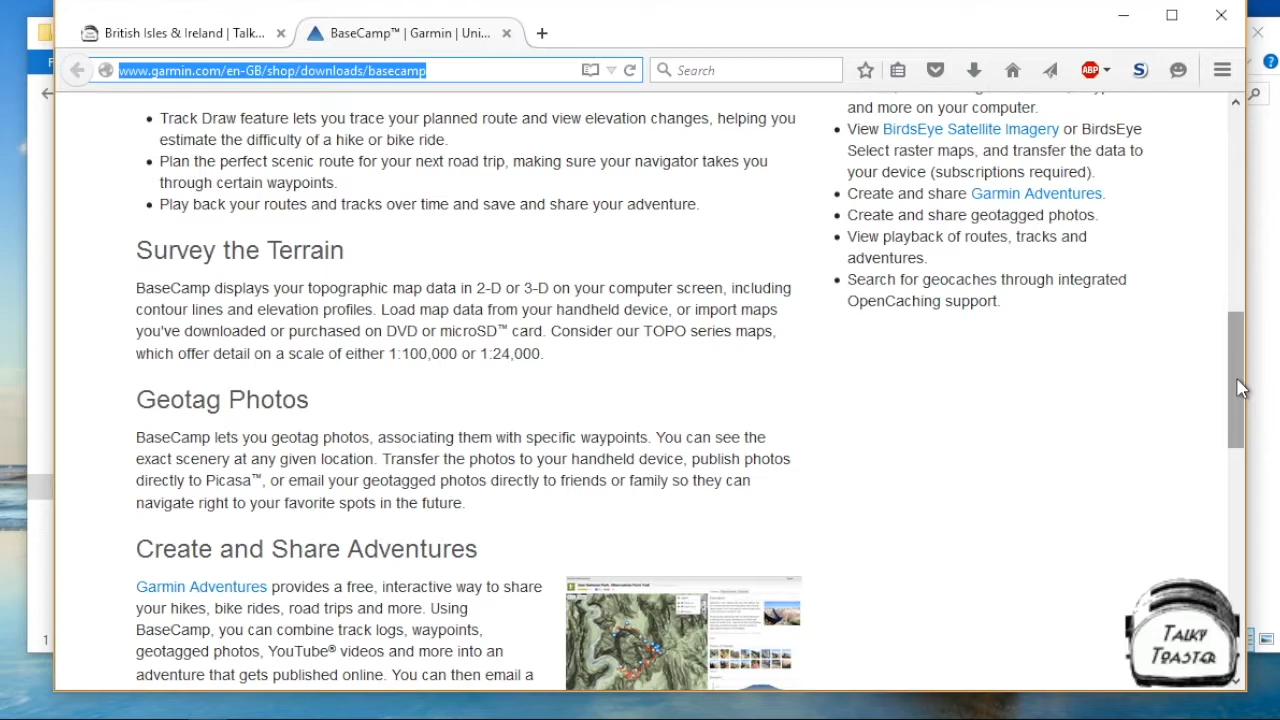 British Isles & Ireland | Talk...
BaseCamp™ | Garmin | Uni...
www.garmin.com/en-GB/shop/downloads/basecamp
Search
ABP
S
Track Draw feature lets you trace your planned route and view elevation changes, helping you
estimate the difficulty of a hike or bike ride.
Plan the perfect scenic route for your next road trip, making sure your navigator takes you
through certain waypoints.
Play back your routes and tracks over time and save and share your adventure.
Survey the Terrain
BaseCamp displays your topographic map data in 2-D or 3-D on your computer screen, including
contour lines and elevation profiles. Load map data from your handheld device, or import maps
you've downloaded or purchased on DVD or microSD™ card. Consider our TOPO series maps,
which offer detail on a scale of either 1:100,000 or 1:24,000.
Geotag Photos
BaseCamp lets you geotag photos, associating them with specific waypoints. You can see the
exact scenery at any given location. Transfer the photos to your handheld device, publish photos
directly to Picasa™, or email your geotagged photos directly to friends or family so they can
navigate right to your favorite spots in the future.
Create and Share Adventures
Garmin Adventures provides a free, interactive way to share
your hikes, bike rides, road trips and more. Using
BaseCamp, you can combine track logs, waypoints,
geotagged photos, YouTube® videos and more into an
adventure that gets published online. You can then email a
and more on your computer.
View BirdsEye Satellite Imagery or BirdsEye
Select raster maps, and transfer the data to
your device (subscriptions required).
Create and share Garmin Adventures.
Create and share geotagged photos.
View playback of routes, tracks and
adventures.
Search for geocaches through integrated
OpenCaching support.
TALKY
TOASTER